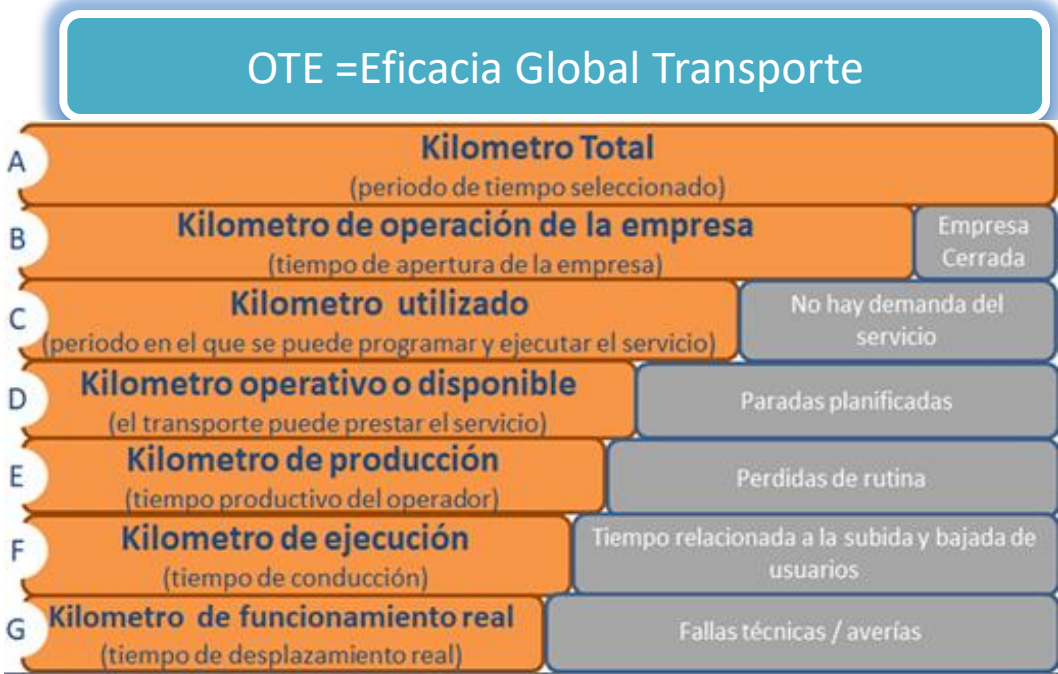 OTE =Eficacia Global Transporte
A
Kilometro Total
(periodo de tiempo seleccionado)
B
Kilometro de operación de la empresa
(tiempo de apertura de la empresa)
Empresa
Cerrada
C
Kilometro utilizado
(periodo en el que se puede programar y ejecutar el servicio)
No hay demanda del
servicio
D
Kilometro operativo o disponible
(el transporte puede prestar el servicio)
Paradas planificadas
E
Kilometro de producción
(tiempo productivo del operador)
Perdidas de rutina
F
Kilometro de ejecución
(tiempo de conducción)
Tiempo relacionada a la subida y bajada de
usuarios
G
Kilometro de funcionamiento real
(tiempo de desplazamiento real)
Fallas técnicas / averías